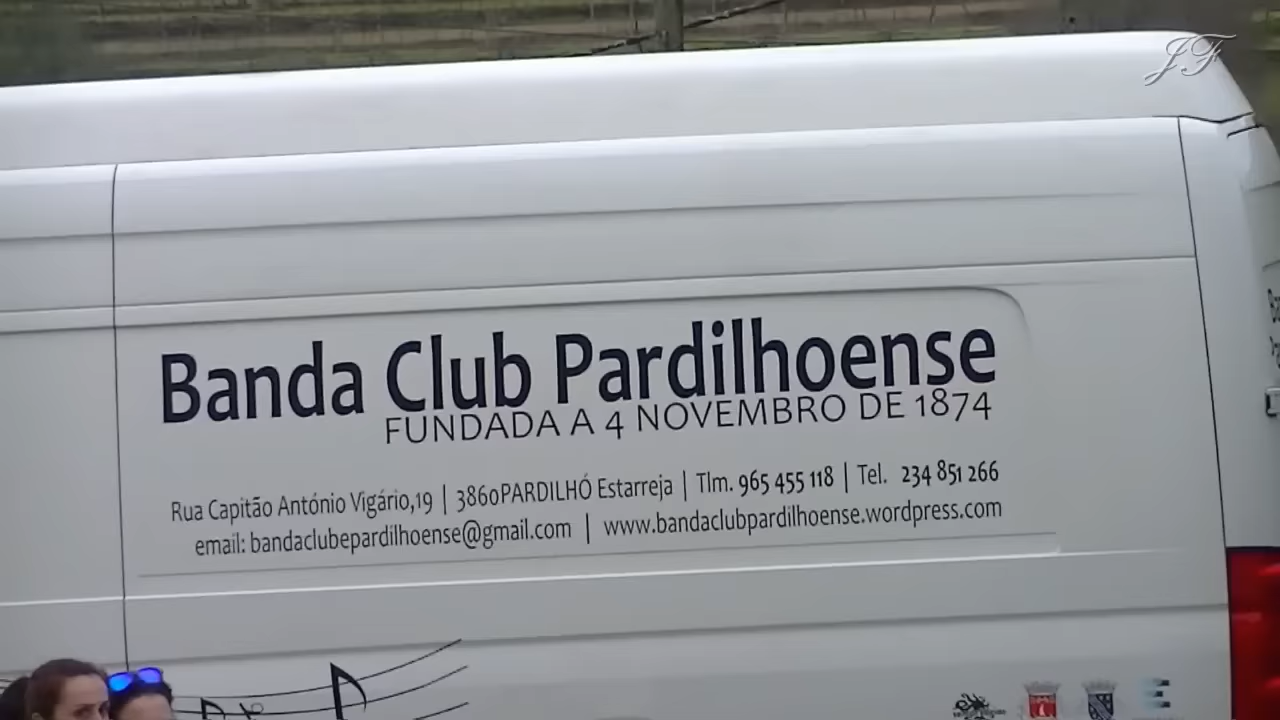 JF
Banda Club Pardilhoense
FUNDADA A 4 NOVEMBRO DE 1874
Rua Capitão António Vigário,19 | 3860PARDILHÓ Estarreja | Tlm. 965 455 118 | Tel. 234 851 266
email: bandaclubepardilhoense@gmail.com | www.bandaclubpardilhoense.wordpress.com